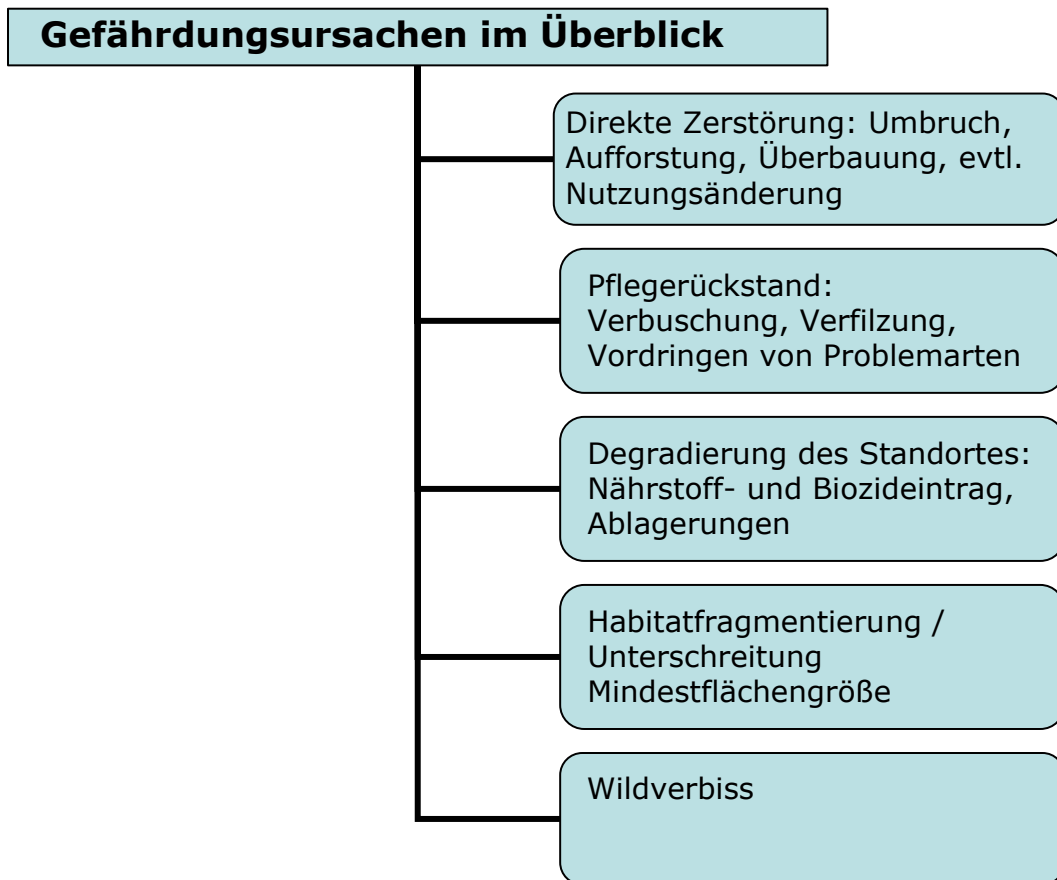 Gefährdungsursachen im Überblick
Direkte Zerstörung: Umbruch,
Aufforstung, Überbauung, evtl.
Nutzungsänderung
Pflegerückstand:
Verbuschung, Verfilzung,
Vordringen von Problemarten
Degradierung des Standortes:
Nährstoff- und Biozideintrag,
Ablagerungen
Habitatfragmentierung /
Unterschreitung
Mindestflächengröße
Wildverbiss